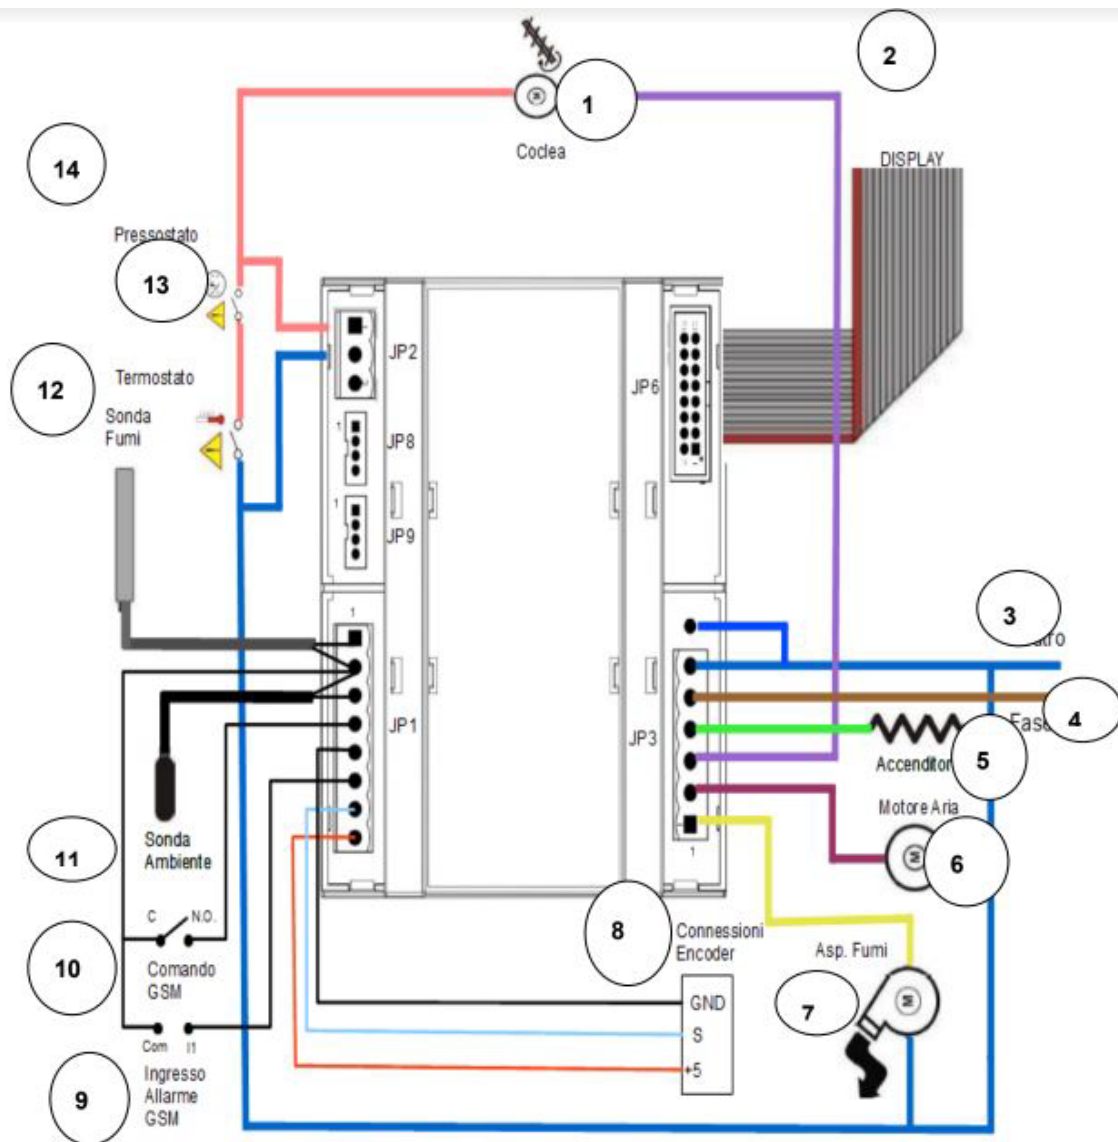 2
1
Coclea
DISPLAY
14
Pressostato
13
JP2
JP6
12
Termostato
Sonda
Fumi
1
JP8
1
JP9
3
1
4
JP1
JP3
5
Accenditor
Motore Aria
11
Sonda
Ambiente
1
6
C
N.O.
8
Connessioni
Encoder
Asp. Fumi
10
Comando
GSM
GND
7
S
Com
I1
+5
9
Ingresso
Allarme
GSM
M
M